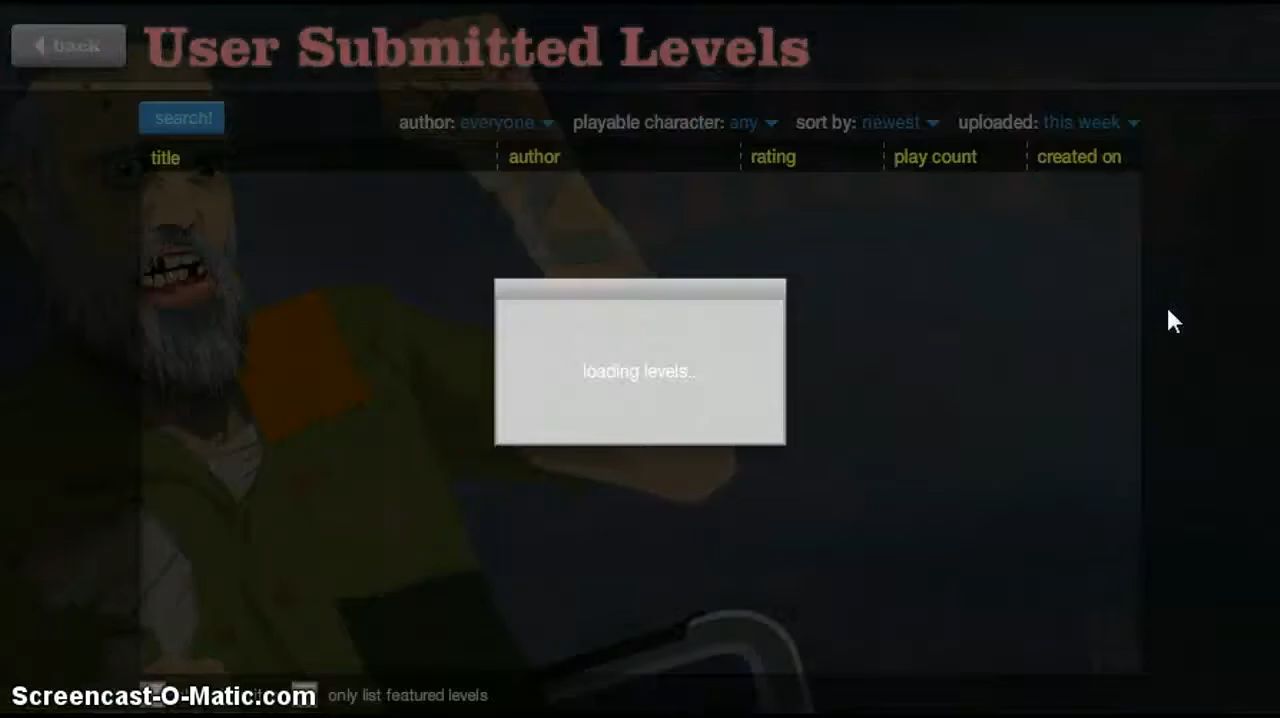 back
User Submitted Levels
search!
author: everyone
playable character: any
sort by: newest
uploaded: this week
title
author
rating
play count
created on
loading levels..
only list featured levels
Screencast-O-Matic.com